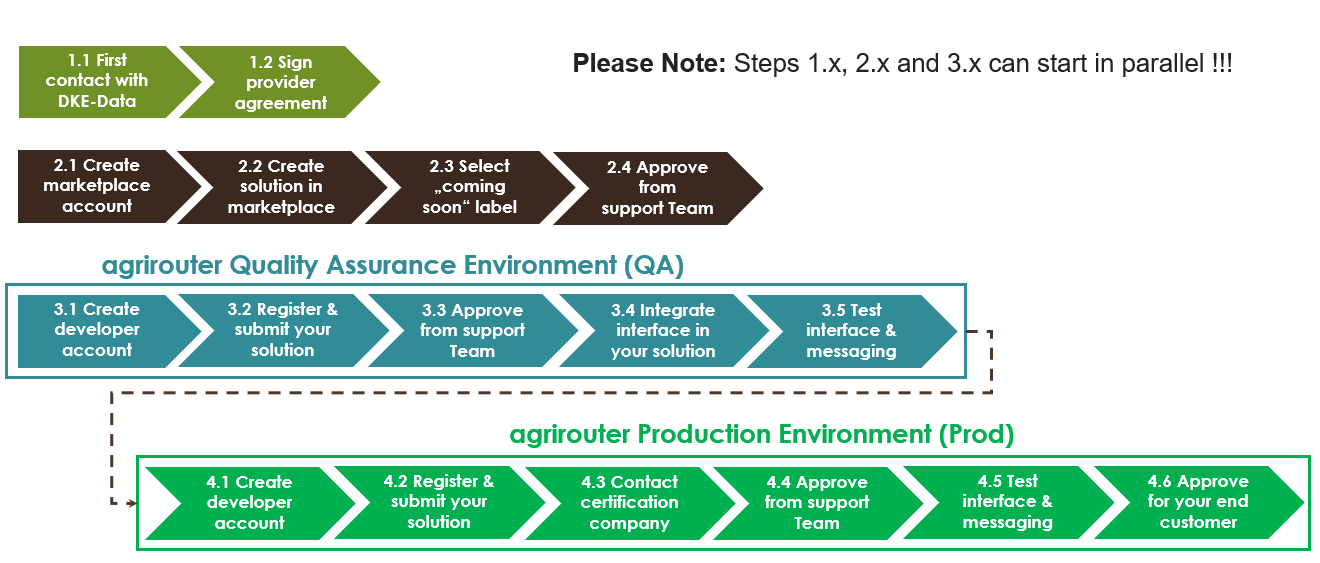 1.1 First
contact with
DKE-Data
1.2 Sign
provider
agreement
Please Note: Steps 1.x, 2.x and 3.x can start in parallel !!!
2.1 Create
marketplace
account
2.2 Create
solution in
marketplace
2.3 Select
„coming
soon“ label
2.4 Approve
from
support Team
agrirouter Quality Assurance Environment (QA)
3.1 Create
developer
account
3.2 Register &
submit your
solution
3.3 Approve
from support
Team
3.4 Integrate
interface in
your solution
3.5 Test
interface &
messaging
agrirouter Production Environment (Prod)
4.1 Create
developer
account
4.2 Register &
submit your
solution
4.3 Contact
certification
company
4.4 Approve
from support
Team
4.5 Test
interface &
messaging
4.6 Approve
for your end
customer